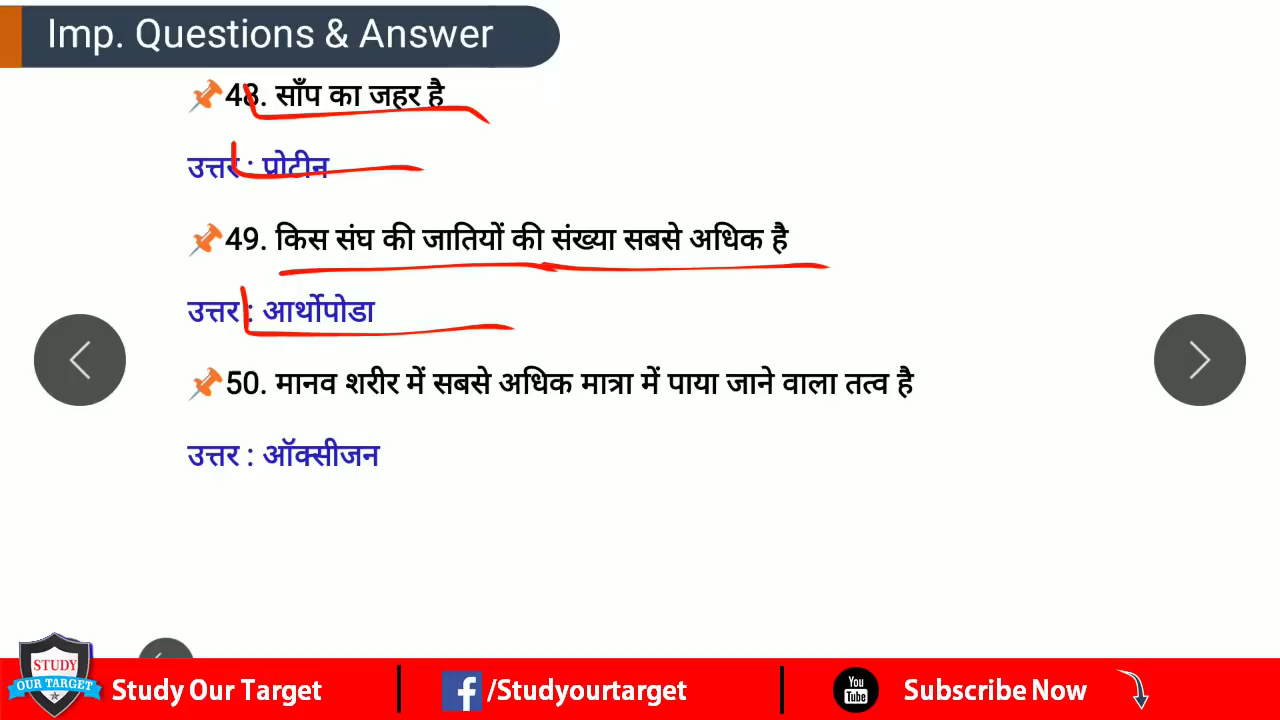 Imp. Questions & Answer
48. साँप का जहर है
उत्तर : प्रोटीन
49. किस संघ की जातियों की संख्या सबसे अधिक है
उत्तर : आर्थोपोडा
50. मानव शरीर में सबसे अधिक मात्रा में पाया जाने वाला तत्व है
उत्तर : ऑक्सीजन
STUDY
OUR TARGET
Study Our Target
f /Studyourtarget
You
Tube
Subscribe Now